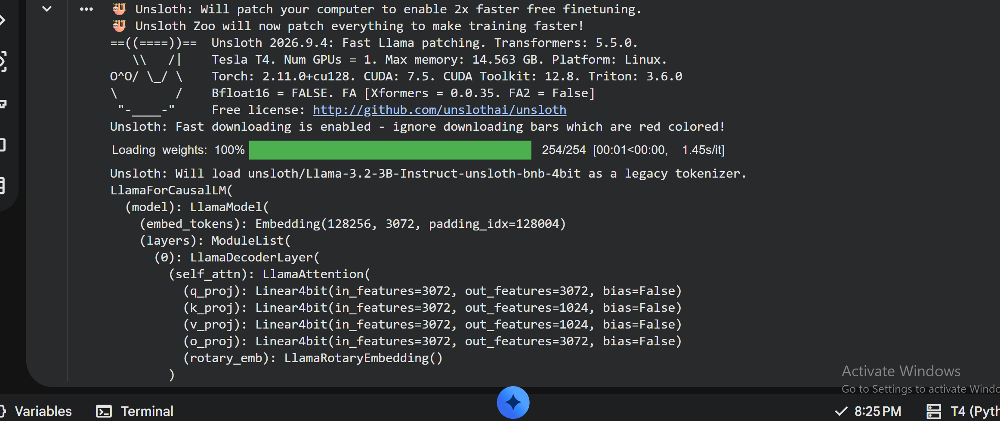 🦥 Unsloth: Will patch your computer to enable 2x faster free finetuning.
🦥 Unsloth Zoo will now patch everything to make training faster!
==((====))==  Unsloth 2026.9.4: Fast Llama patching. Transformers: 5.5.0.
   \\   /|    Tesla T4. Num GPUs = 1. Max memory: 14.563 GB. Platform: Linux.
O^O/ \_/ \    Torch: 2.11.0+cu128. CUDA: 7.5. CUDA Toolkit: 12.8. Triton: 3.6.0
\        /    Bfloat16 = FALSE. FA [Xformers = 0.0.35. FA2 = False]
 "-____-"     Free license: http://github.com/unslothai/unsloth
Unsloth: Fast downloading is enabled - ignore downloading bars which are red colored!
Loading weights: 100% 254/254 [00:01<00:00, 1.45s/it]
Unsloth: Will load unsloth/Llama-3.2-3B-Instruct-unsloth-bnb-4bit as a legacy tokenizer.
LlamaForCausalLM(
  (model): LlamaModel(
    (embed_tokens): Embedding(128256, 3072, padding_idx=128004)
    (layers): ModuleList(
      (0): LlamaDecoderLayer(
        (self_attn): LlamaAttention(
          (q_proj): Linear4bit(in_features=3072, out_features=3072, bias=False)
          (k_proj): Linear4bit(in_features=3072, out_features=1024, bias=False)
          (v_proj): Linear4bit(in_features=3072, out_features=1024, bias=False)
          (o_proj): Linear4bit(in_features=3072, out_features=3072, bias=False)
          (rotary_emb): LlamaRotaryEmbedding()
        )
Activate Windows
Go to Settings to activate Windo
Variables Terminal 8:25 PM T4 (Pyth